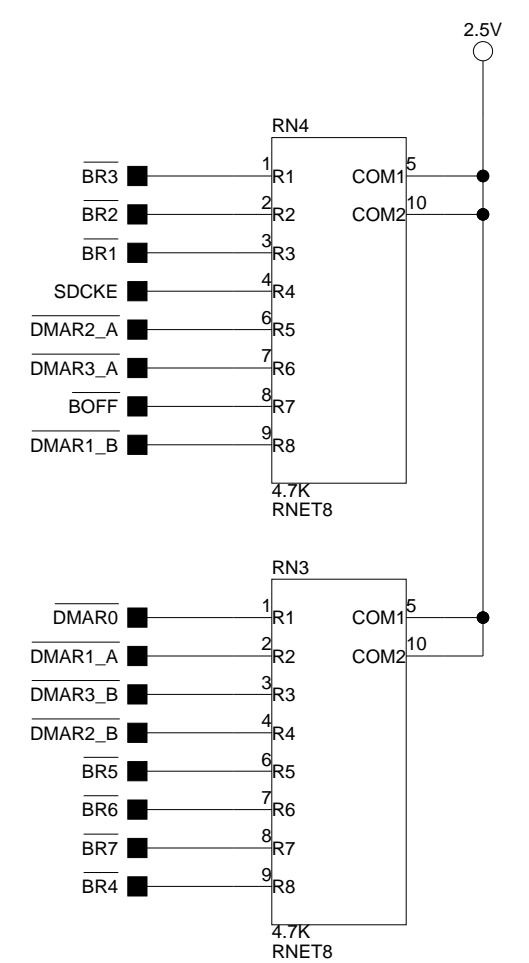 2.5V
RN4
BR3 1 R1 COM1 5
BR2 2 R2 COM2 10
BR1 3 R3
SDCKE 4 R4
DMAR2_A 6 R5
DMAR3_A 7 R6
BOFF 8 R7
DMAR1_B 9 R8
4.7K
RNET8
RN3
DMAR0 1 R1 COM1 5
DMAR1_A 2 R2 COM2 10
DMAR3_B 3 R3
DMAR2_B 4 R4
BR5 6 R5
BR6 7 R6
BR7 8 R7
BR4 9 R8
4.7K
RNET8